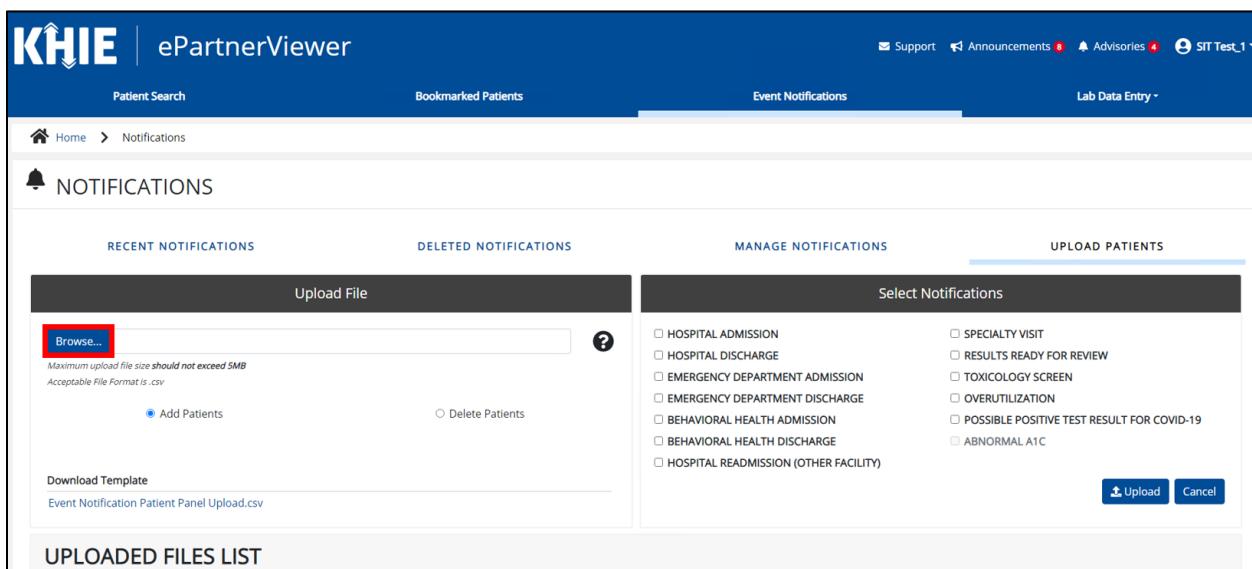 KHIE ePartnerViewer
Support Announcements 8 Advisories 4 SIT Test_1
Patient Search Bookmarked Patients Event Notifications Lab Data Entry
Home > Notifications
NOTIFICATIONS
RECENT NOTIFICATIONS DELETED NOTIFICATIONS MANAGE NOTIFICATIONS UPLOAD PATIENTS
Upload File
Browse...
?
Maximum upload file size should not exceed 5MB
Acceptable File Format is .csv
Add Patients Delete Patients
Download Template
Event Notification Patient Panel Upload.csv
Select Notifications
HOSPITAL ADMISSION
HOSPITAL DISCHARGE
EMERGENCY DEPARTMENT ADMISSION
EMERGENCY DEPARTMENT DISCHARGE
BEHAVIORAL HEALTH ADMISSION
BEHAVIORAL HEALTH DISCHARGE
HOSPITAL READMISSION (OTHER FACILITY)
SPECIALTY VISIT
RESULTS READY FOR REVIEW
TOXICOLOGY SCREEN
OVERUTILIZATION
POSSIBLE POSITIVE TEST RESULT FOR COVID-19
ABNORMAL A1C
Upload Cancel
UPLOADED FILES LIST